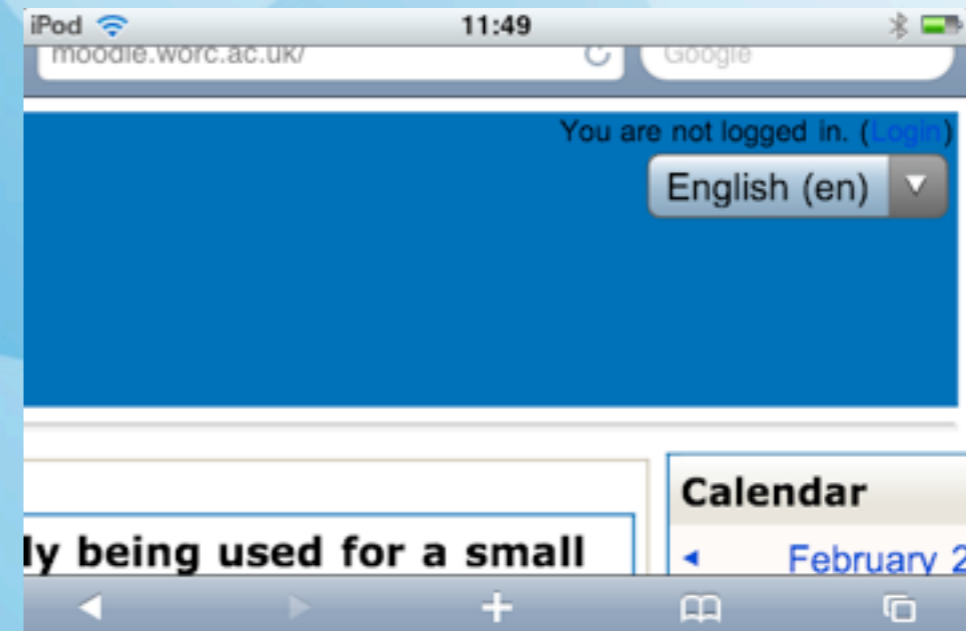 iPod 11:49
moodle.worc.ac.uk/ Google
You are not logged in. (Login)
English (en)
Calendar
ly being used for a small
February 2